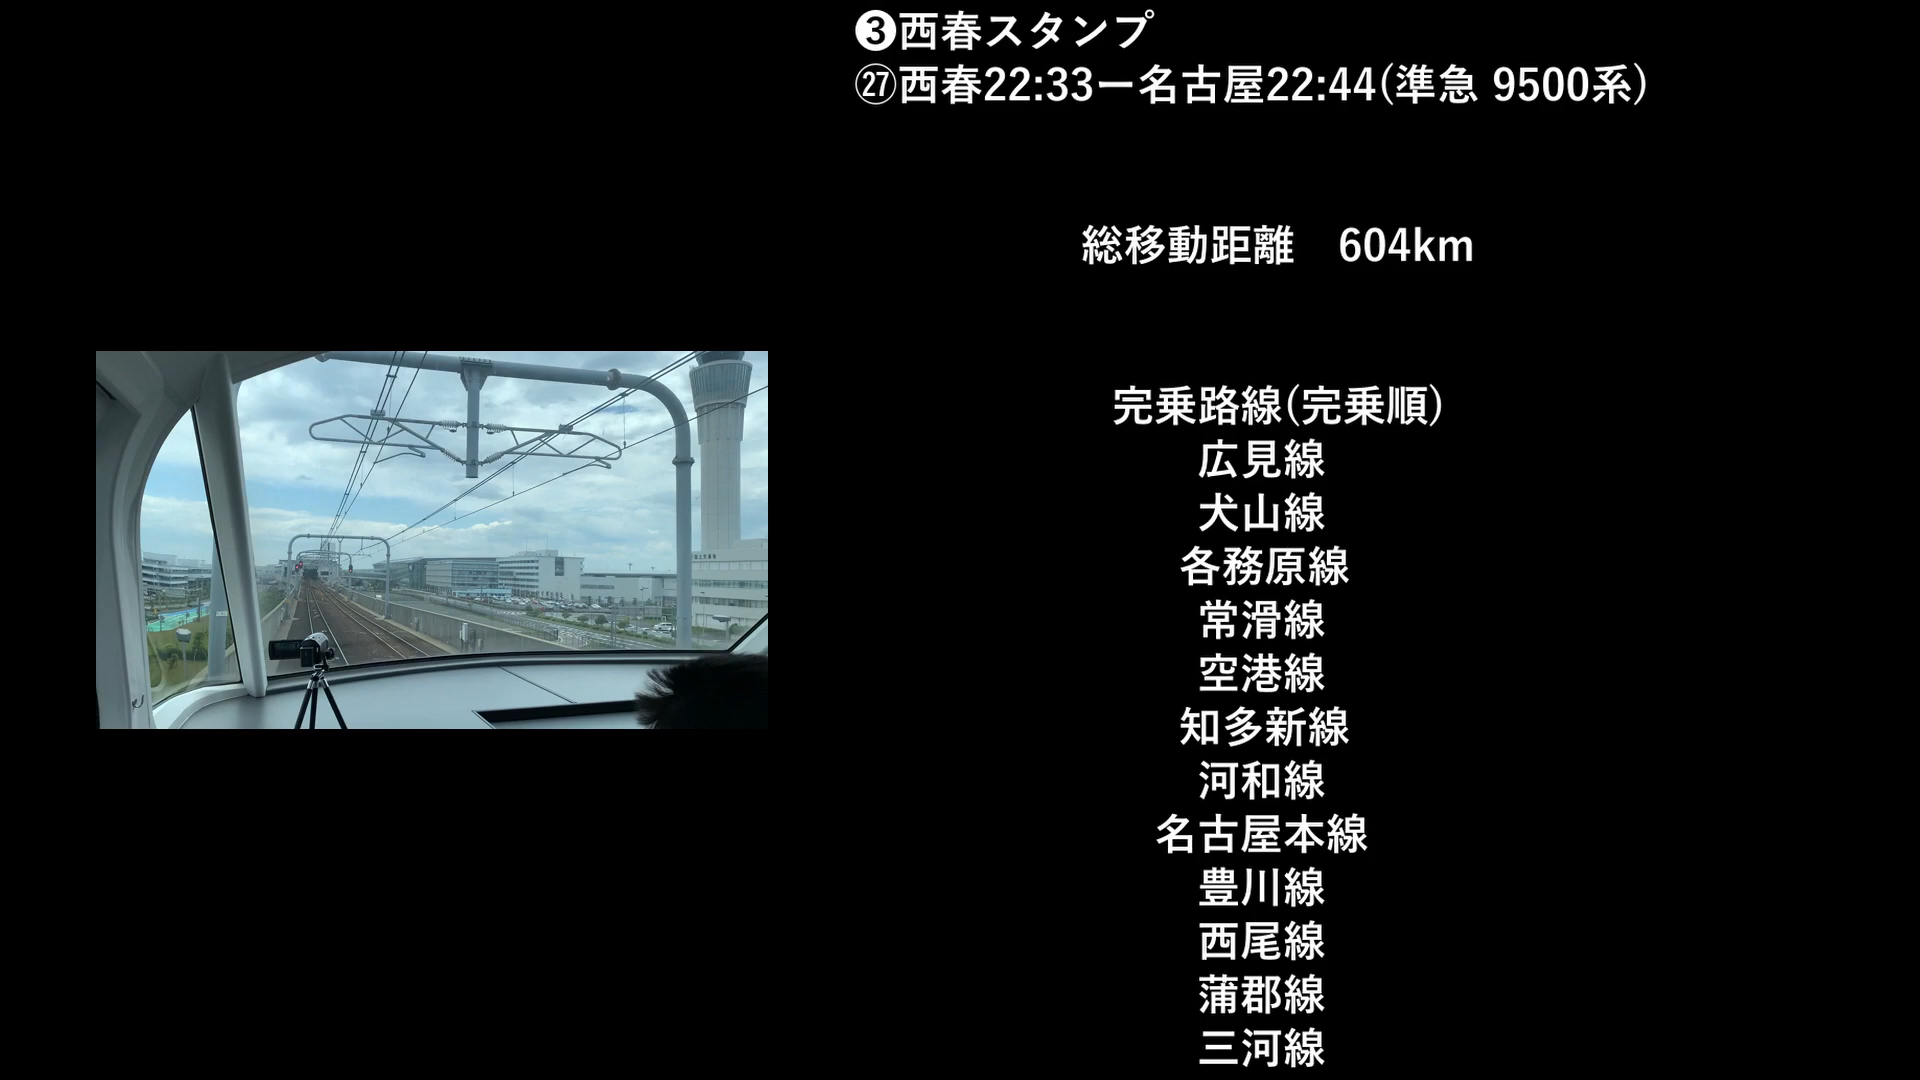 ❸西春スタンプ
㉗西春22:33ー名古屋22:44(準急 9500系)
総移動距離　604km
完乗路線(完乗順)
広見線
犬山線
各務原線
常滑線
空港線
知多新線
河和線
名古屋本線
豊川線
西尾線
蒲郡線
三河線